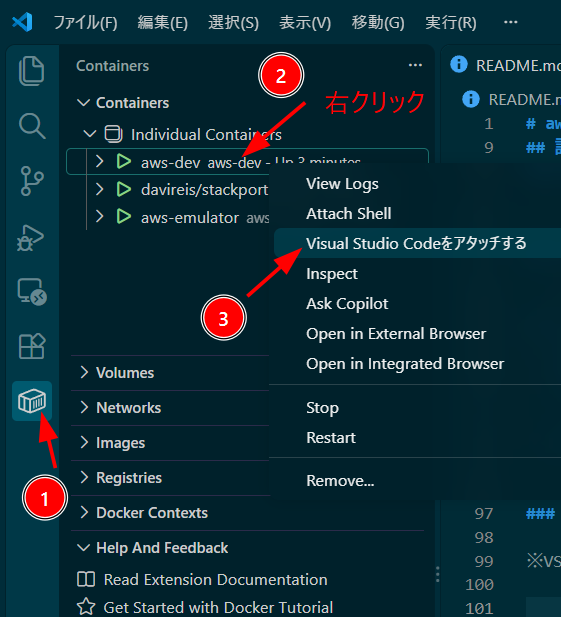 ファイル(F) 編集(E) 選択(S) 表示(V) 移動(G) 実行(R) ···
Containers ···
README.mo
2
右クリック
Containers
README.m
Individual Containers
1 # aw
aws-dev aws-dev - Up 3 minutes
9 ##
davireis/stackport
aws-emulator aws
View Logs
Attach Shell
Visual Studio Codeをアタッチする
Inspect
3
Ask Copilot
Open in External Browser
Open in Integrated Browser
Stop
Restart
Remove...
Volumes
Networks
Images
Registries
1
Docker Contexts
97 ###
98
Help And Feedback
99 ※VS
Read Extension Documentation
100
Get Started with Docker Tutorial
101